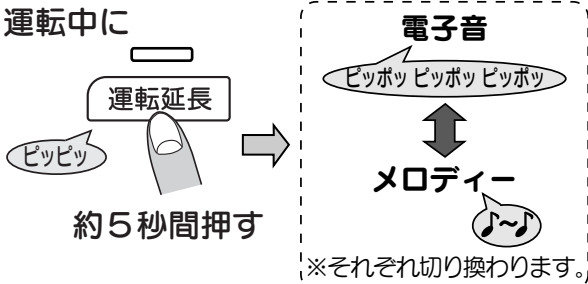 運転中に
運転延長
ピッピッ
約5秒間押す
電子音
ピッポッ ピッポッ ピッポッ
メロディー
♪~♪
※それぞれ切り換わります。